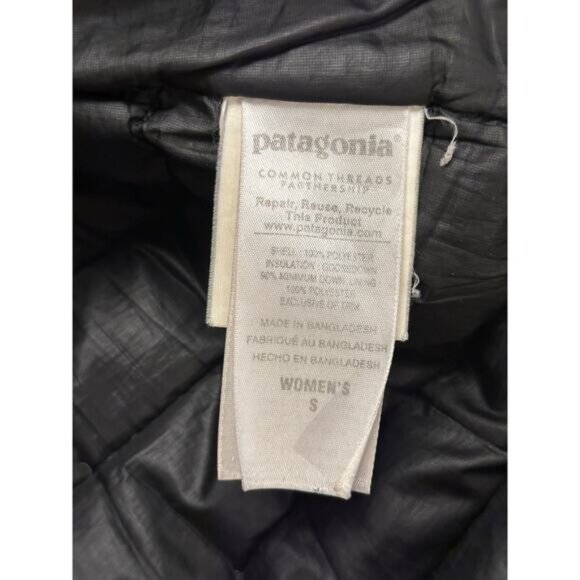 patagonia®
COMMON THREADS
PARTNERSHIP
Repair, Reuse, Recycle
This Product
www.patagonia.com
SHELL : 100% POLYESTER
INSULATION : GOOSE DOWN
90% MINIMUM DOWN, LINING
100% POLYESTER
EXCLUSIVE OF TRIM
MADE IN BANGLADESH
FABRIQUÉ AU BANGLADESH
HECHO EN BANGLADESH
WOMEN'S
S